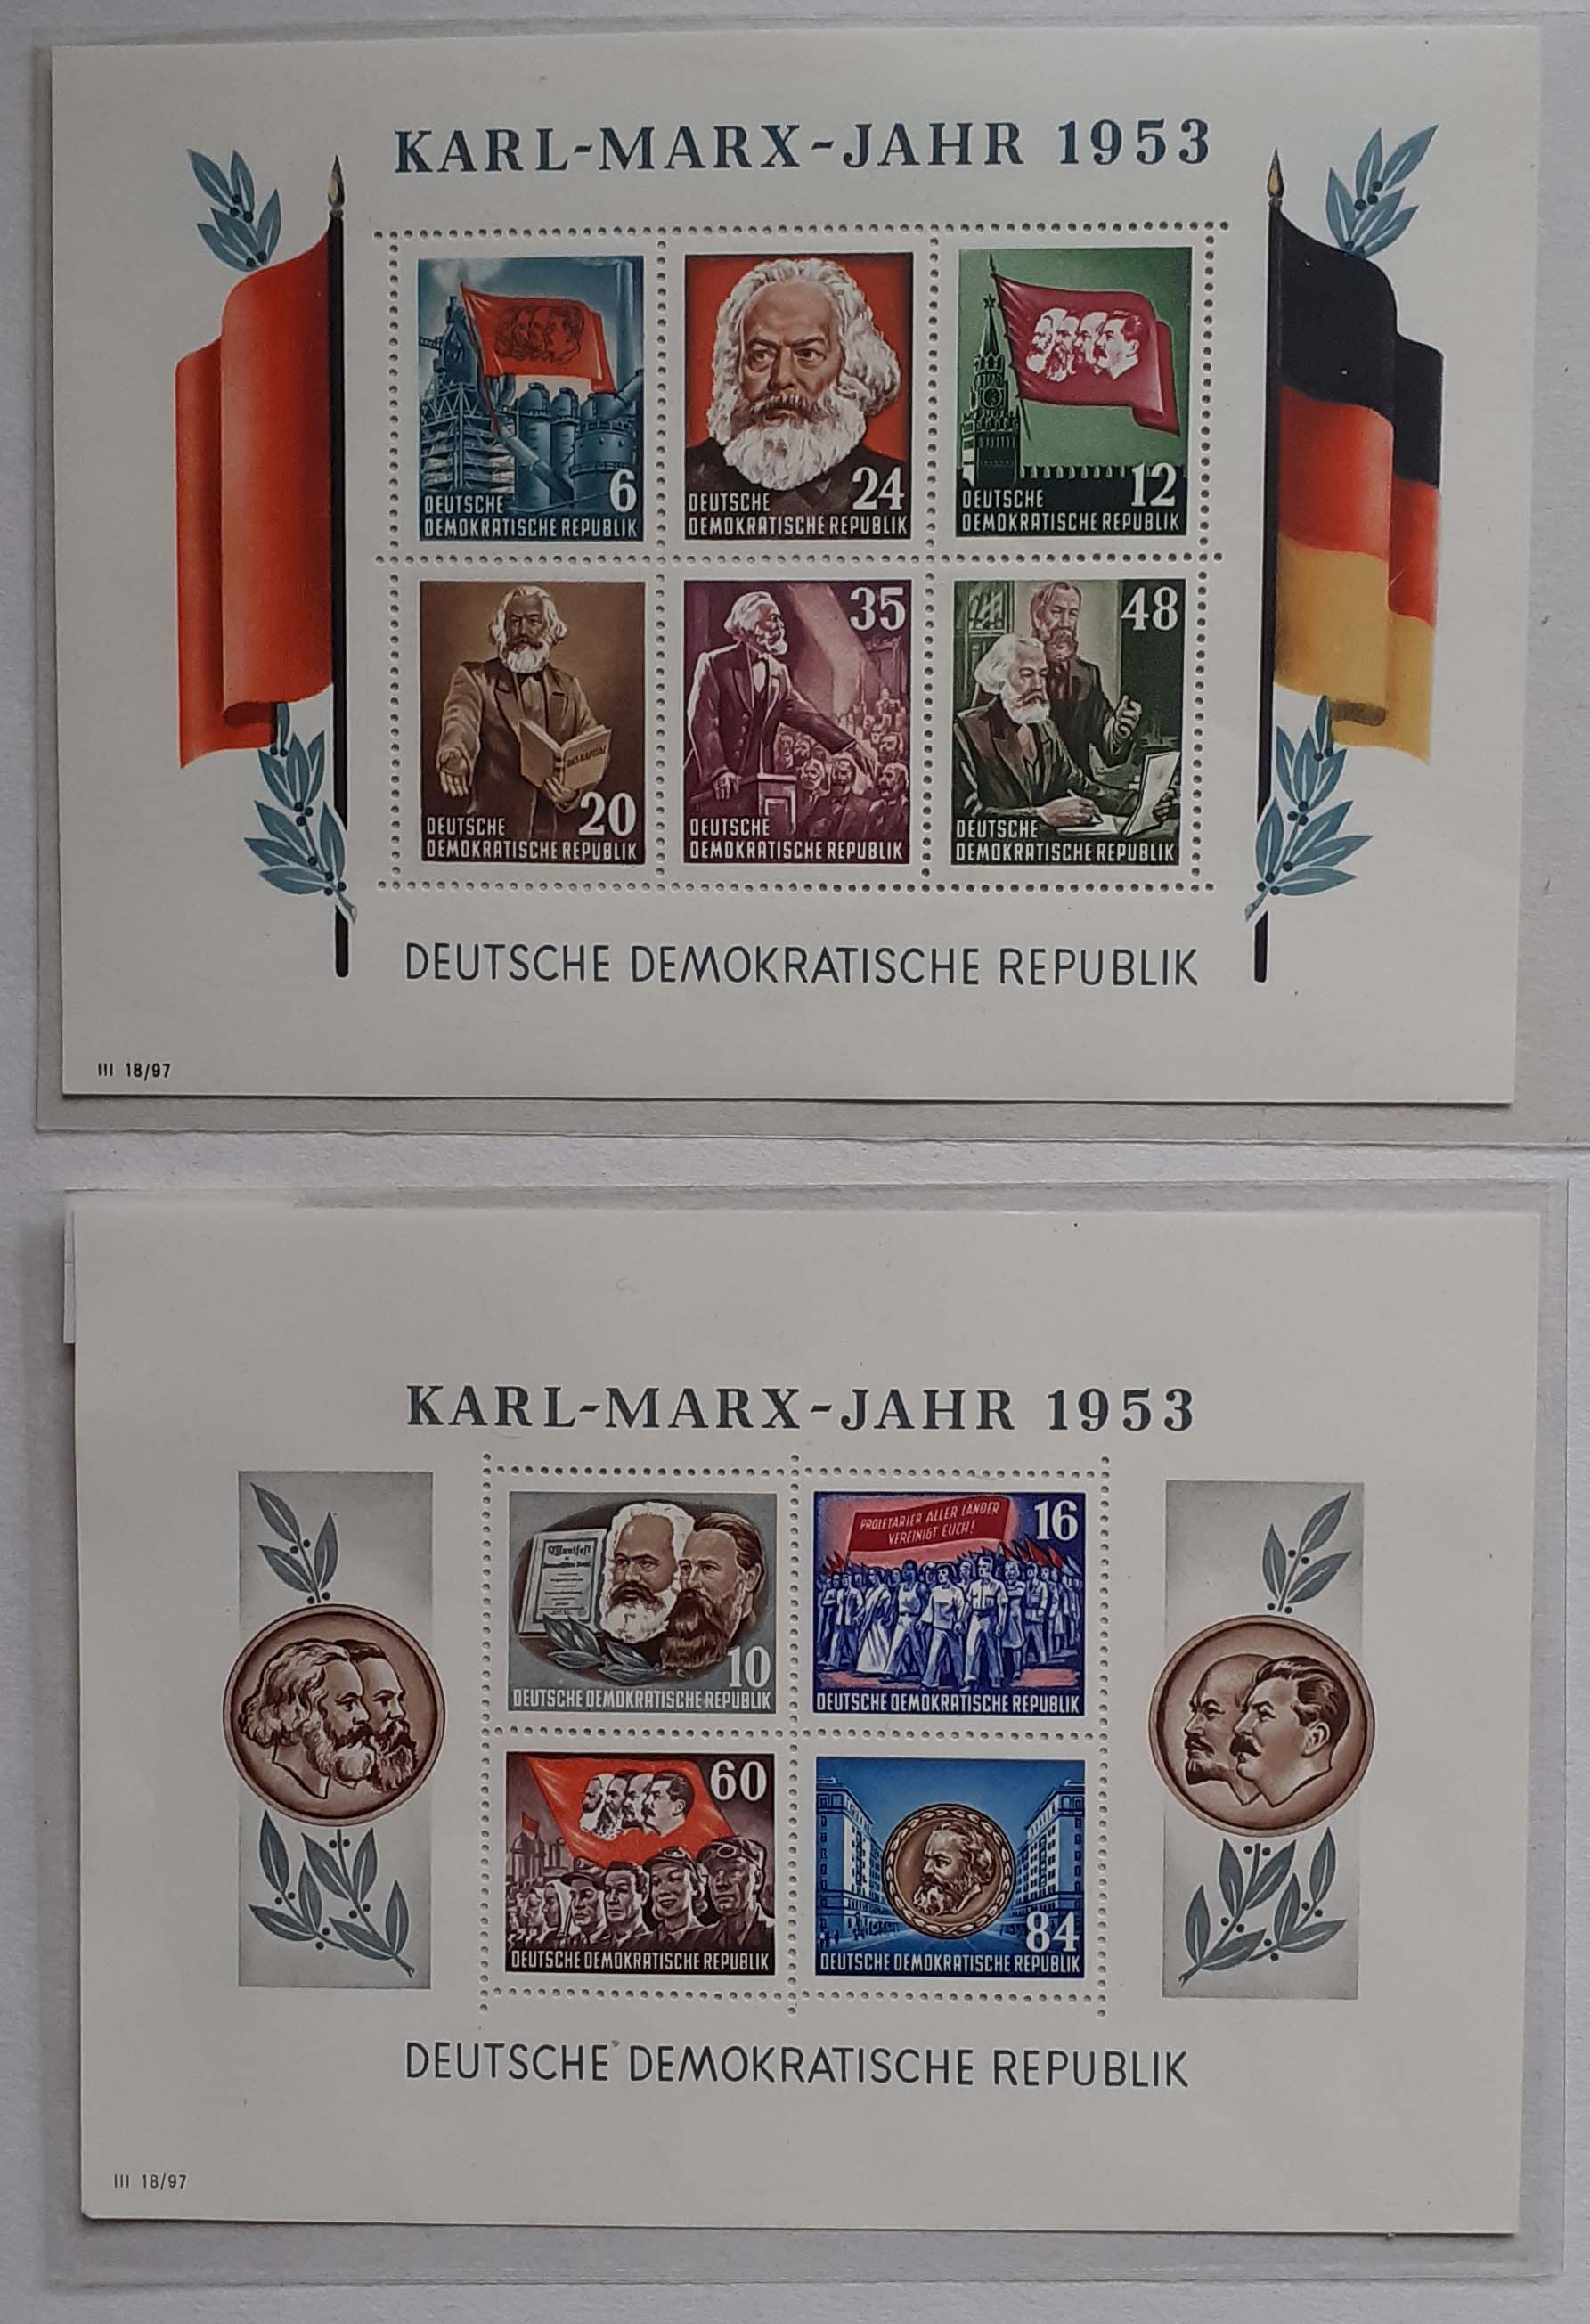 KARL-MARX-JAHR 1953
6
DEUTSCHE
DEMOKRATISCHE REPUBLIK
24
DEUTSCHE
DEMOKRATISCHE REPUBLIK
12
DEUTSCHE
DEMOKRATISCHE REPUBLIK
DAS KAPITAL
20
DEUTSCHE
DEMOKRATISCHE REPUBLIK
35
DEUTSCHE
DEMOKRATISCHE REPUBLIK
48
DEUTSCHE
DEMOKRATISCHE REPUBLIK
DEUTSCHE DEMOKRATISCHE REPUBLIK
III 18/97
KARL-MARX-JAHR 1953
Manifest
10
DEUTSCHE DEMOKRATISCHE REPUBLIK
PROLETARIER ALLER LÄNDER
VEREINIGT EUCH!
16
DEUTSCHE DEMOKRATISCHE REPUBLIK
60
DEUTSCHE DEMOKRATISCHE REPUBLIK
84
DEUTSCHE DEMOKRATISCHE REPUBLIK
DEUTSCHE DEMOKRATISCHE REPUBLIK
III 18/97